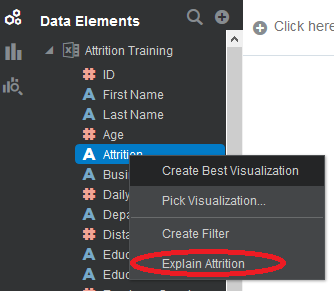 Data Elements
Click here
Attrition Training
# ID
A First Name
A Last Name
# Age
A Attrition
A Busi
# Daily
A Depa
# Dista
A Educ
A Educ
Create Best Visualization
Pick Visualization...
Create Filter
Explain Attrition